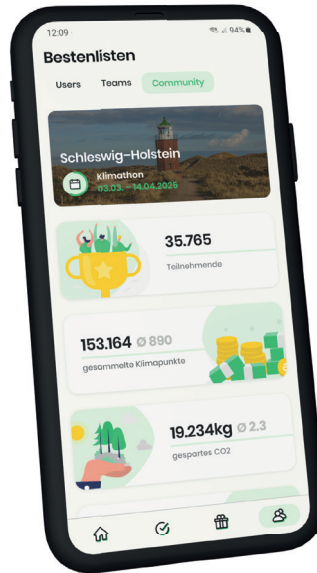 12:09
94%
Bestenlisten
Users Teams Community
Schleswig-Holstein
Klimathon
03.03. - 14.04.2025
35.765
Teilnehmende
153.164 Ø 890
gesammelte Klimapunkte
19.234kg Ø 2.3
gespartes CO2